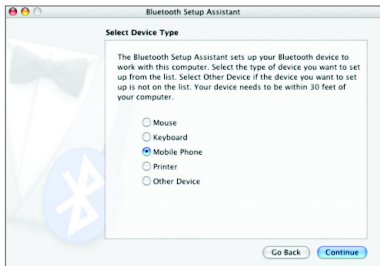 Bluetooth Setup Assistant
Select Device Type
The Bluetooth Setup Assistant sets up your Bluetooth device to
work with this computer. Select the type of device you want to set
up from the list. Select Other Device if the device you want to set
up is not on the list. Your device needs to be within 30 feet of
your computer.
Mouse
Keyboard
Mobile Phone
Printer
Other Device
Go Back
Continue